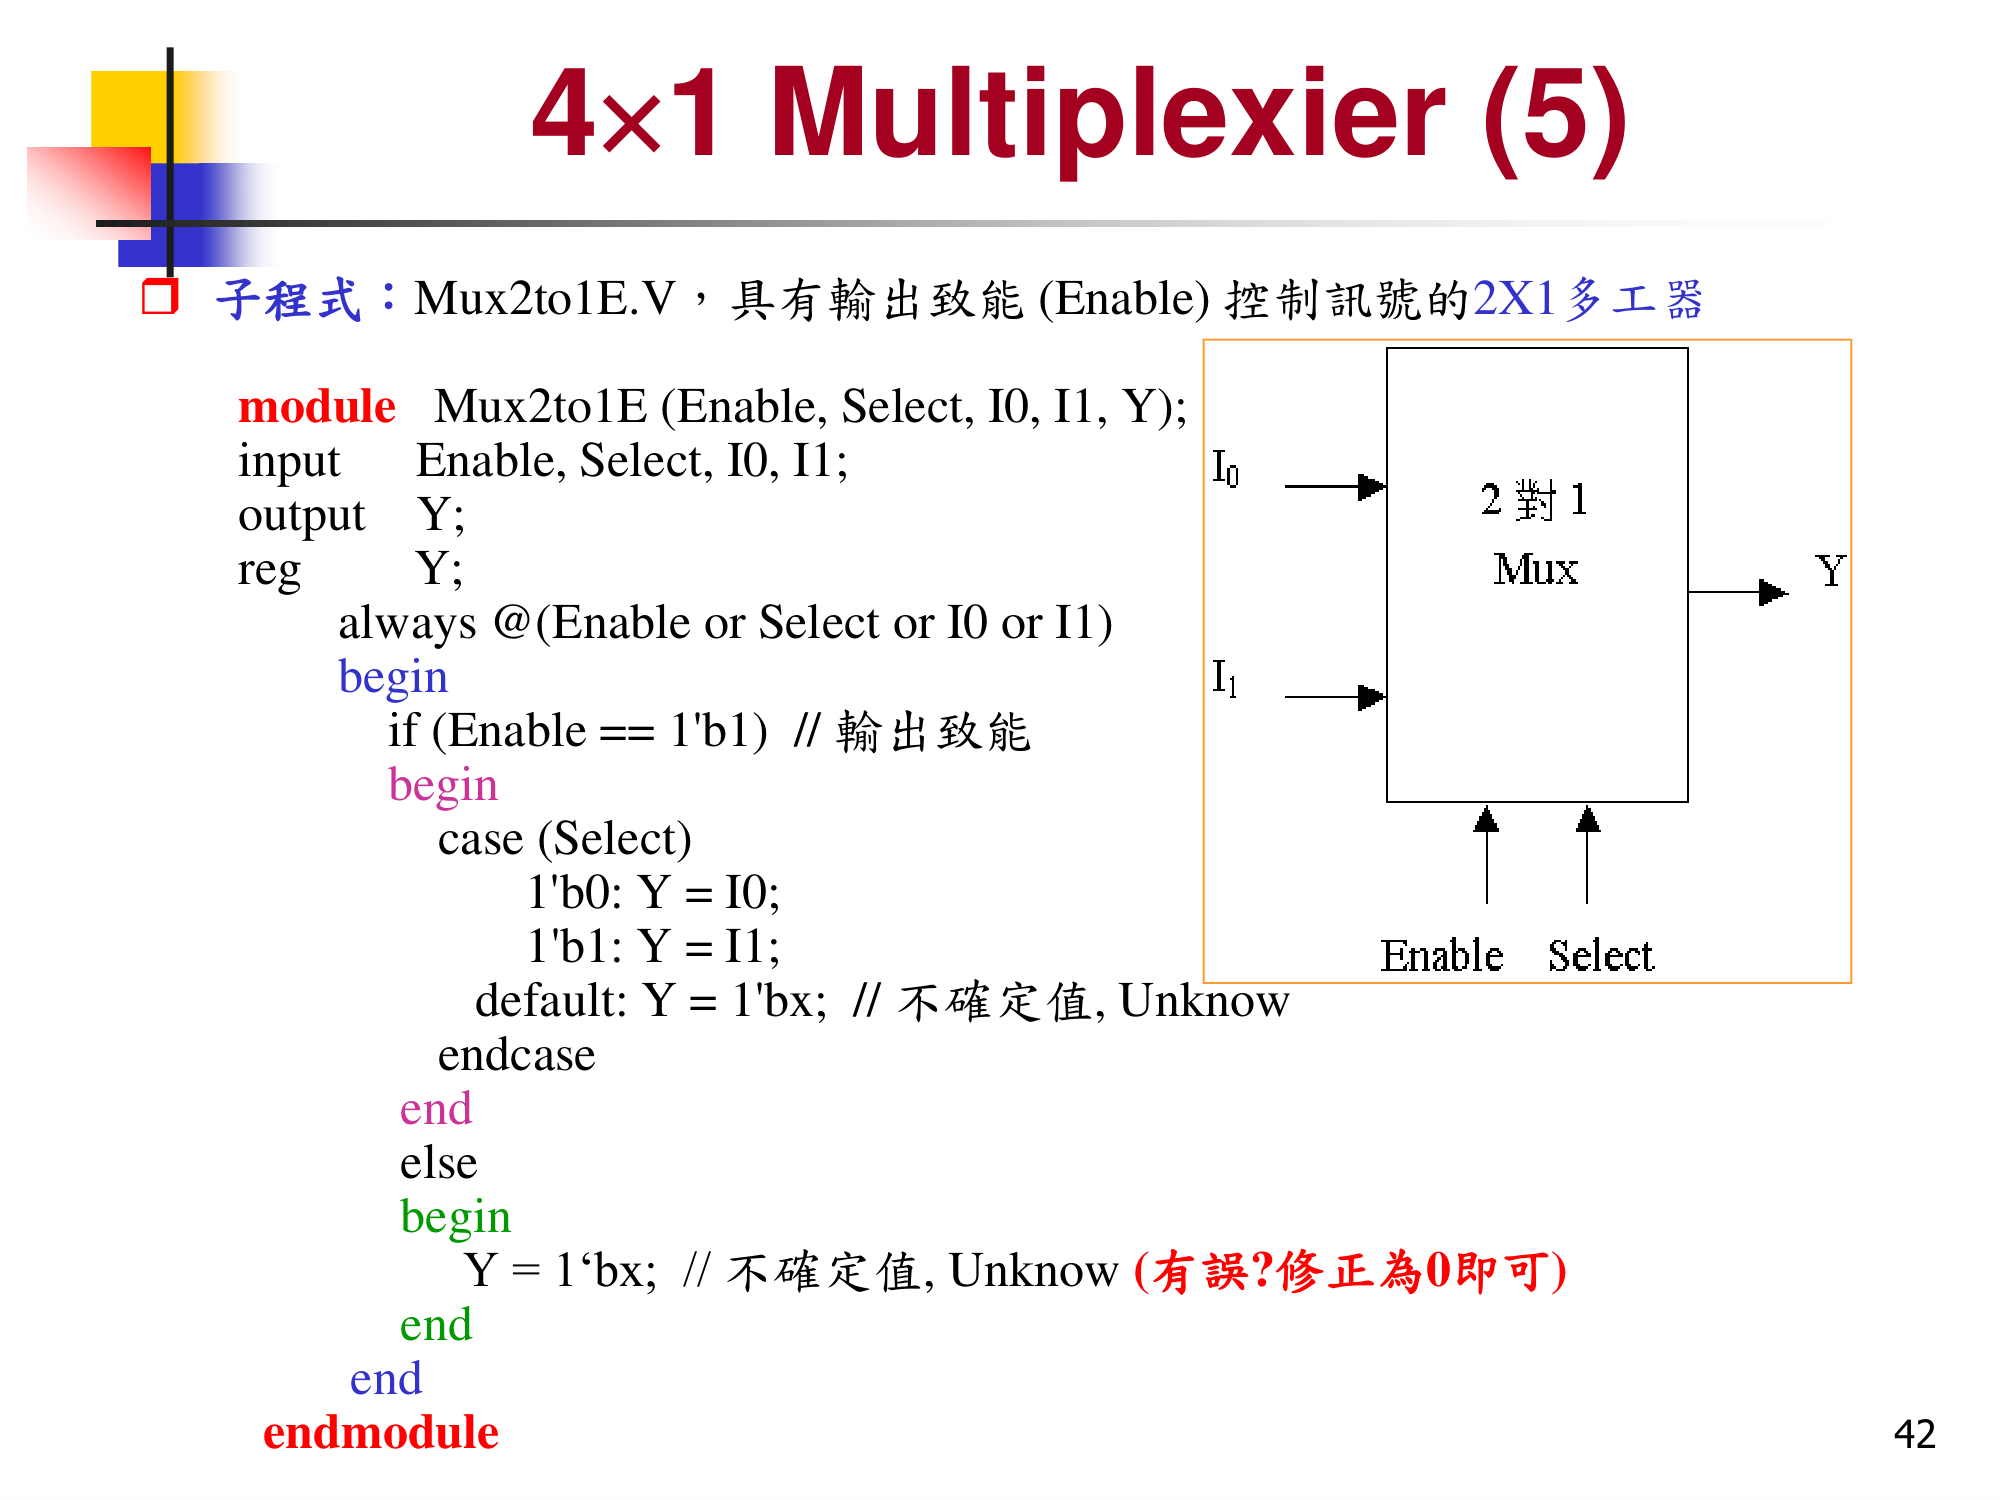 4×1 Multiplexier (5)
子程式：Mux2to1E.V，具有輸出致能 (Enable) 控制訊號的2X1多工器
module Mux2to1E (Enable, Select, I0, I1, Y);
input Enable, Select, I0, I1;
output Y;
reg Y;
always @(Enable or Select or I0 or I1)
begin
if (Enable == 1'b1) // 輸出致能
begin
case (Select)
1'b0: Y = I0;
1'b1: Y = I1;
default: Y = 1'bx; // 不確定值, Unknow
endcase
end
else
begin
Y = 1‘bx; // 不確定值, Unknow (有誤?修正為0即可)
end
end
endmodule
I0
2 對 1
Mux
Y
I1
Enable Select
42